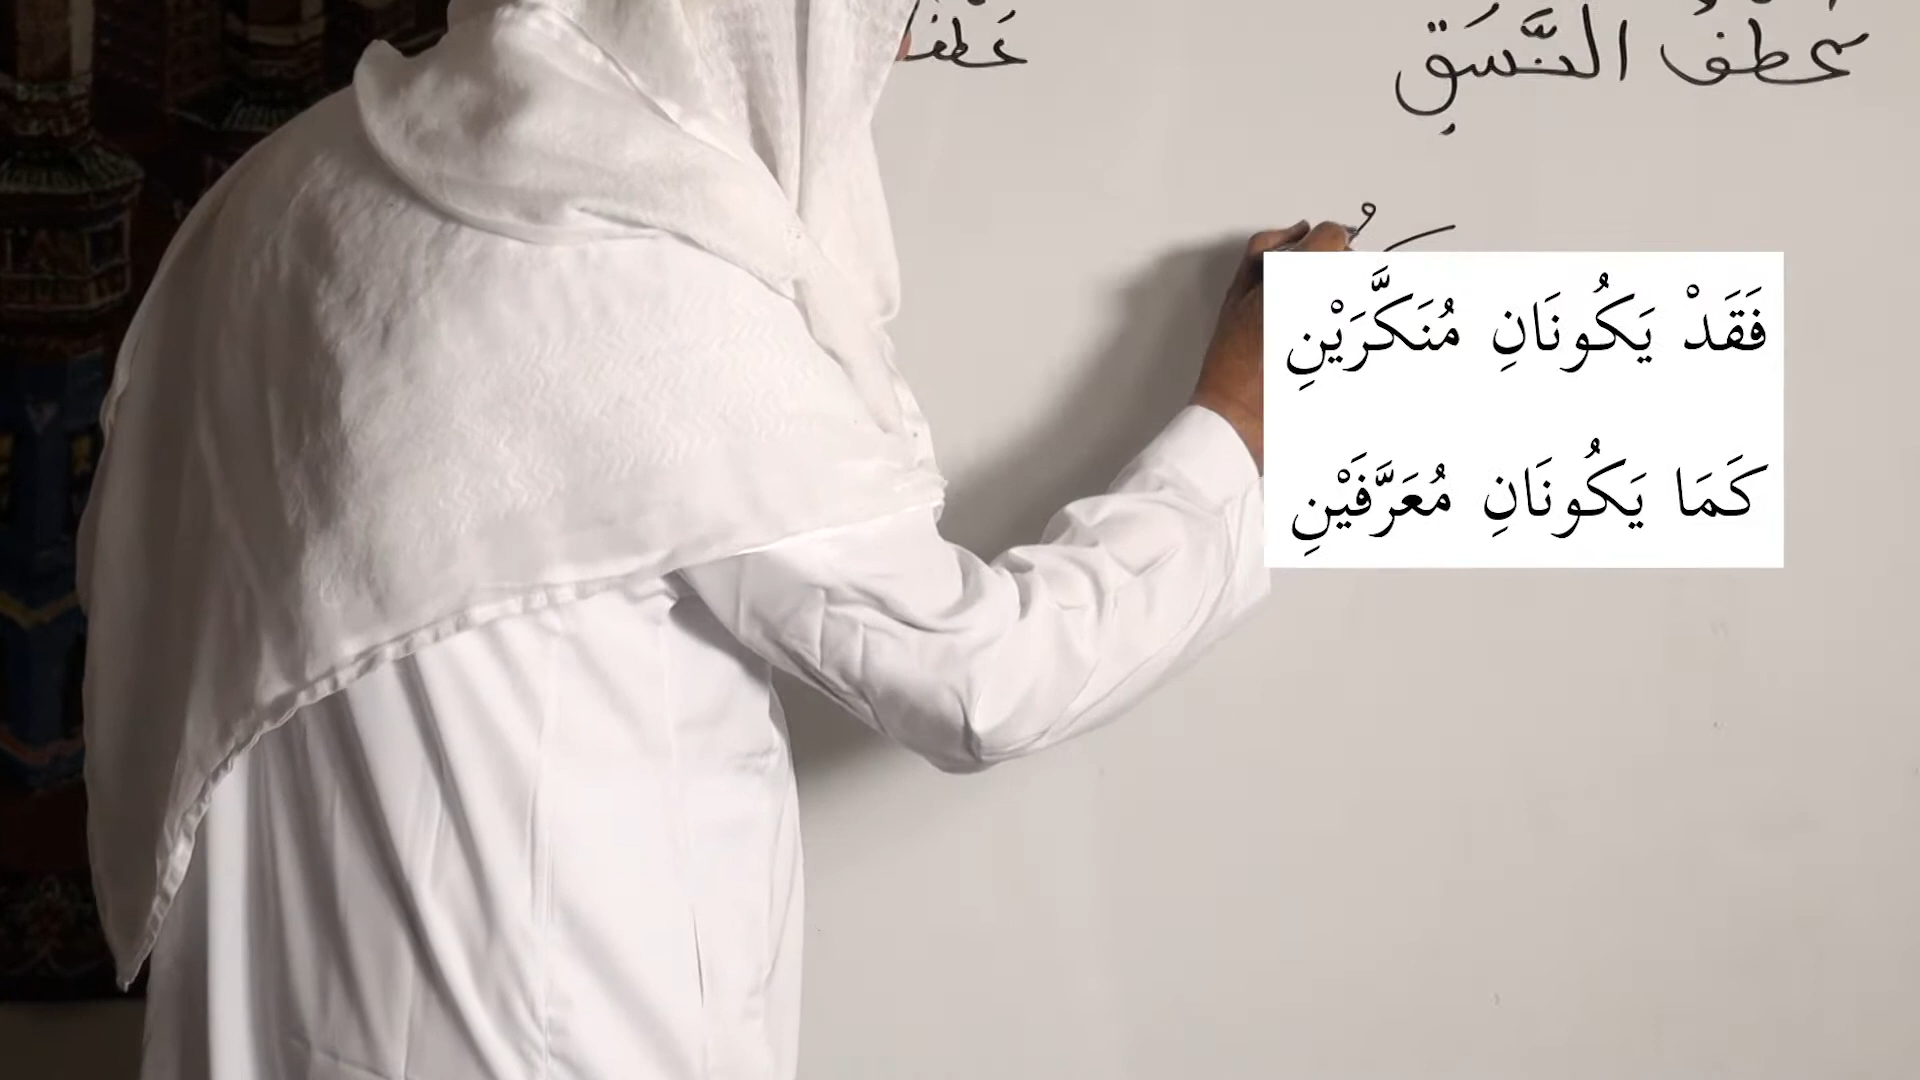 عَطْفُ النَّسَقِ
عطف
فَقَدْ يَكُونَانِ مُنَكَّرَيْنِ
كَمَا يَكُونَانِ مُعَرَّفَيْنِ